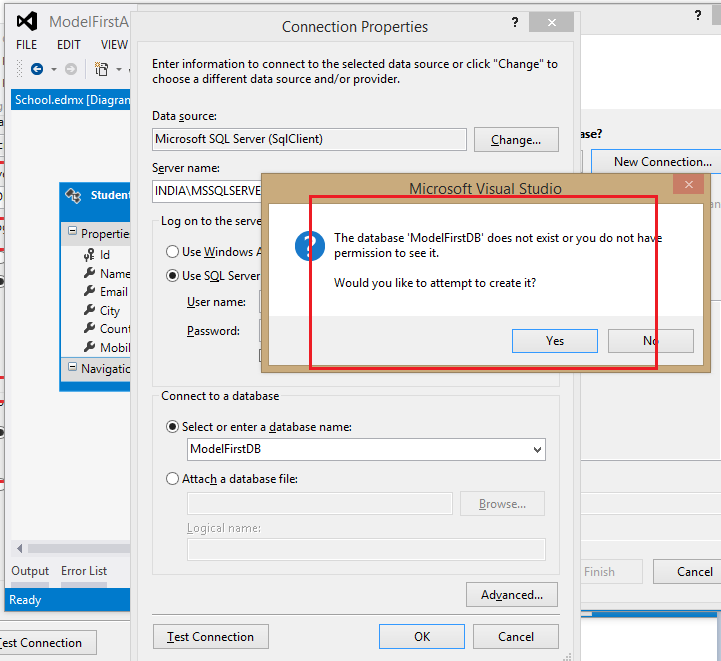 ModelFirstA
FILE EDIT VIEW
School.edmx [Diagran
Student
Propertie
Id
Name
Email
City
Count
Mobil
Navigatio
Output Error List
Ready
Test Connection
Connection Properties
?
Enter information to connect to the selected data source or click "Change" to
choose a different data source and/or provider.
Data source:
Microsoft SQL Server (SqlClient)
Change...
Server name:
INDIA\MSSQLSERVE
Log on to the serve
Use Windows A
Use SQL Server
User name:
Password:
Connect to a database
Select or enter a database name:
ModelFirstDB
Attach a database file:
Browse...
Logical name:
Advanced...
Test Connection OK Cancel
Microsoft Visual Studio
The database 'ModelFirstDB' does not exist or you do not have
permission to see it.
Would you like to attempt to create it?
Yes No
?
ase?
New Connection...
Finish Cancel